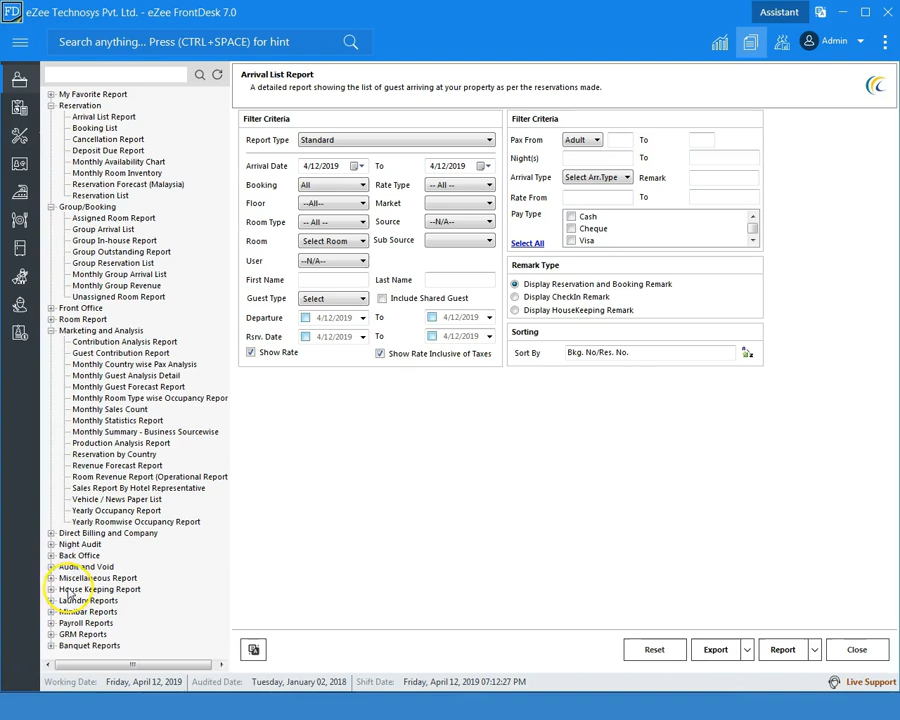 FD eZee Technosys Pvt. Ltd. - eZee FrontDesk 7.0
Assistant
Search anything... Press (CTRL+SPACE) for hint
Admin
My Favorite Report
Reservation
Arrival List Report
Booking List
Cancellation Report
Deposit Due Report
Monthly Availability Chart
Monthly Room Inventory
Reservation Forecast (Malaysia)
Reservation List
Group/Booking
Assigned Room Report
Group Arrival List
Group In-house Report
Group Outstanding Report
Group Reservation List
Monthly Group Arrival List
Monthly Group Revenue
Unassigned Room Report
Front Office
Room Report
Marketing and Analysis
Contribution Analysis Report
Guest Contribution Report
Monthly Country wise Pax Analysis
Monthly Guest Analysis Detail
Monthly Guest Forecast Report
Monthly Room Type wise Occupancy Repor
Monthly Sales Count
Monthly Statistics Report
Monthly Summary - Business Sourcewise
Production Analysis Report
Reservation by Country
Revenue Forecast Report
Room Revenue Report (Operational Report
Sales Report By Hotel Representative
Vehicle / News Paper List
Yearly Occupancy Report
Yearly Roomwise Occupancy Report
Direct Billing and Company
Night Audit
Back Office
Audit and Void
Miscellaneous Report
House Keeping Report
Laundry Reports
Minibar Reports
Payroll Reports
GRM Reports
Banquet Reports
Arrival List Report
A detailed report showing the list of guest arriving at your property as per the reservations made.
Filter Criteria
Report Type Standard
Arrival Date 4/12/2019 To 4/12/2019
Booking All Rate Type -- All --
Floor --All-- Market
Room Type -- All -- Source --N/A--
Room Select Room Sub Source
User --N/A--
First Name Last Name
Guest Type Select Include Shared Guest
Departure 4/12/2019 To 4/12/2019
Rsrv. Date 4/12/2019 To 4/12/2019
Show Rate Show Rate Inclusive of Taxes
Filter Criteria
Pax From Adult To
Night(s) To
Arrival Type Select Arr.Type Remark
Rate From To
Pay Type Cash
Cheque
Select All Visa
Remark Type
Display Reservation and Booking Remark
Display CheckIn Remark
Display HouseKeeping Remark
Sorting
Sort By Bkg. No/Res. No.
Reset Export Report Close
Working Date: Friday, April 12, 2019 Audited Date: Tuesday, January 02, 2018 Shift Date: Friday, April 12, 2019 07:12:27 PM Live Support